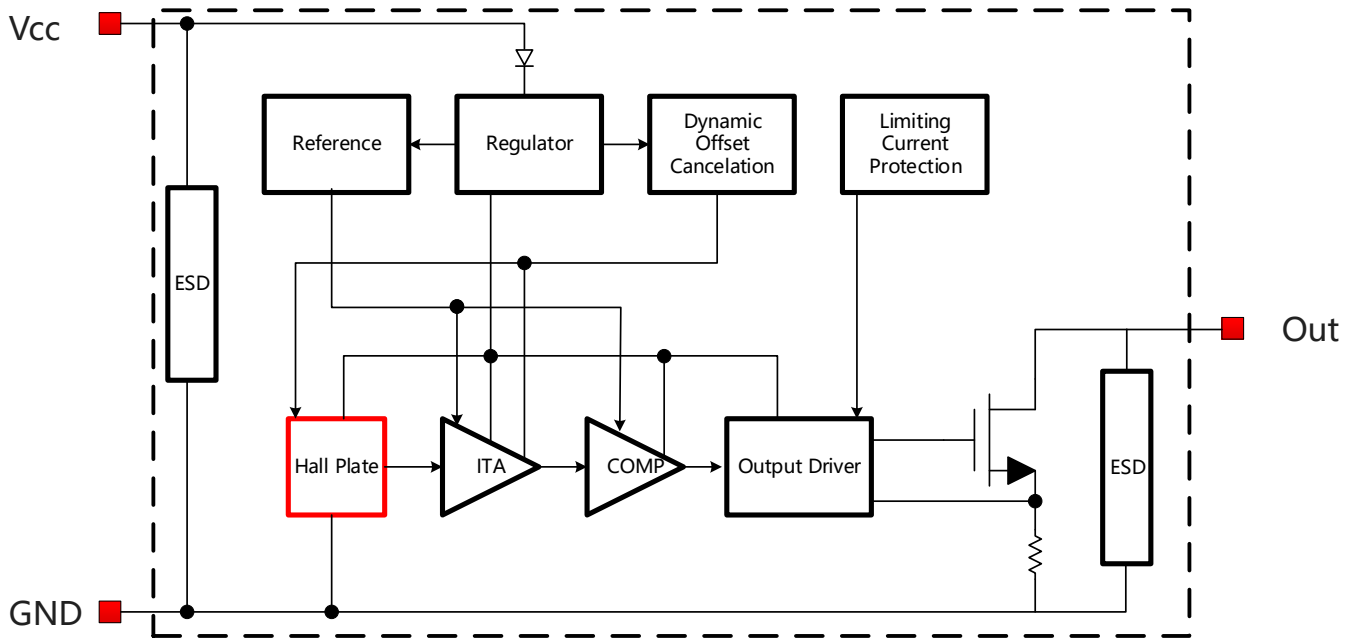 Vcc
Reference
Regulator
Dynamic
Offset
Cancelation
Limiting
Current
Protection
ESD
Out
Hall Plate
ITA
COMP
Output Driver
ESD
GND